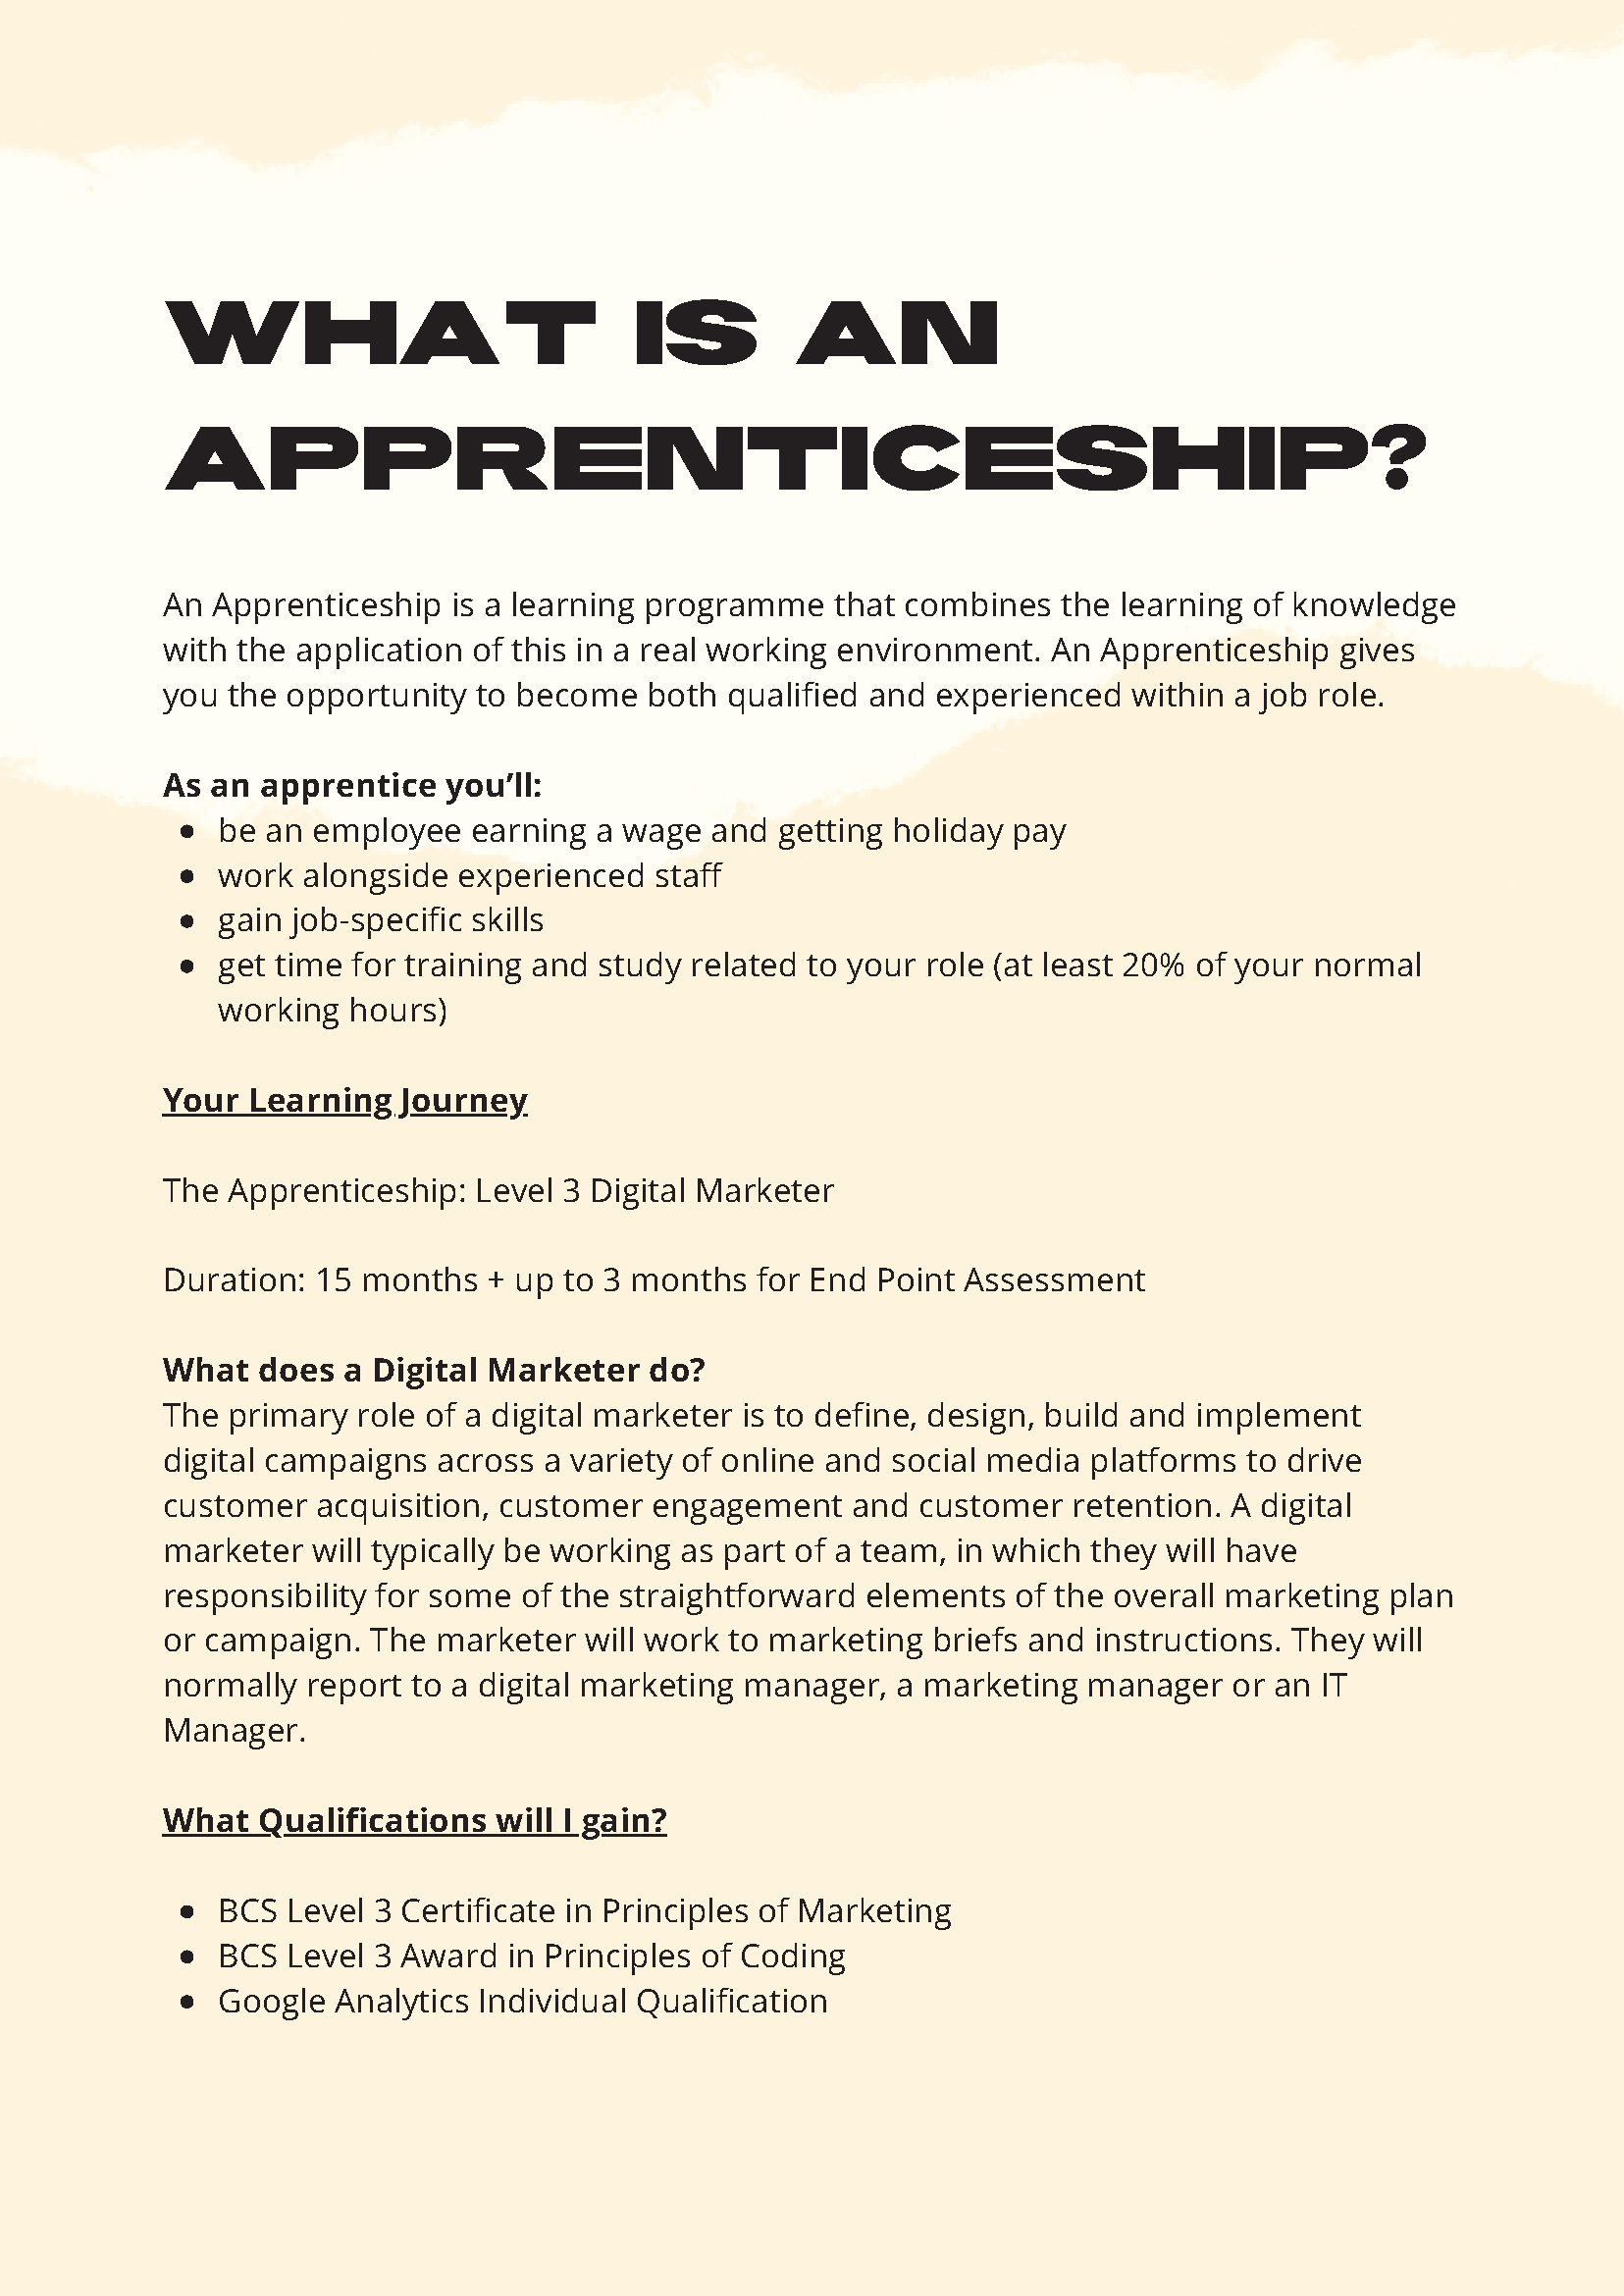 WHAT IS AN
APPRENTICESHIP?
An Apprenticeship is a learning programme that combines the learning of knowledge
with the application of this in a real working environment. An Apprenticeship gives
you the opportunity to become both qualified and experienced within a job role.
As an apprentice you’ll:
• be an employee earning a wage and getting holiday pay
• work alongside experienced staff
• gain job-specific skills
• get time for training and study related to your role (at least 20% of your normal
working hours)
Your Learning Journey
The Apprenticeship: Level 3 Digital Marketer
Duration: 15 months + up to 3 months for End Point Assessment
What does a Digital Marketer do?
The primary role of a digital marketer is to define, design, build and implement
digital campaigns across a variety of online and social media platforms to drive
customer acquisition, customer engagement and customer retention. A digital
marketer will typically be working as part of a team, in which they will have
responsibility for some of the straightforward elements of the overall marketing plan
or campaign. The marketer will work to marketing briefs and instructions. They will
normally report to a digital marketing manager, a marketing manager or an IT
Manager.
What Qualifications will I gain?
• BCS Level 3 Certificate in Principles of Marketing
• BCS Level 3 Award in Principles of Coding
• Google Analytics Individual Qualification